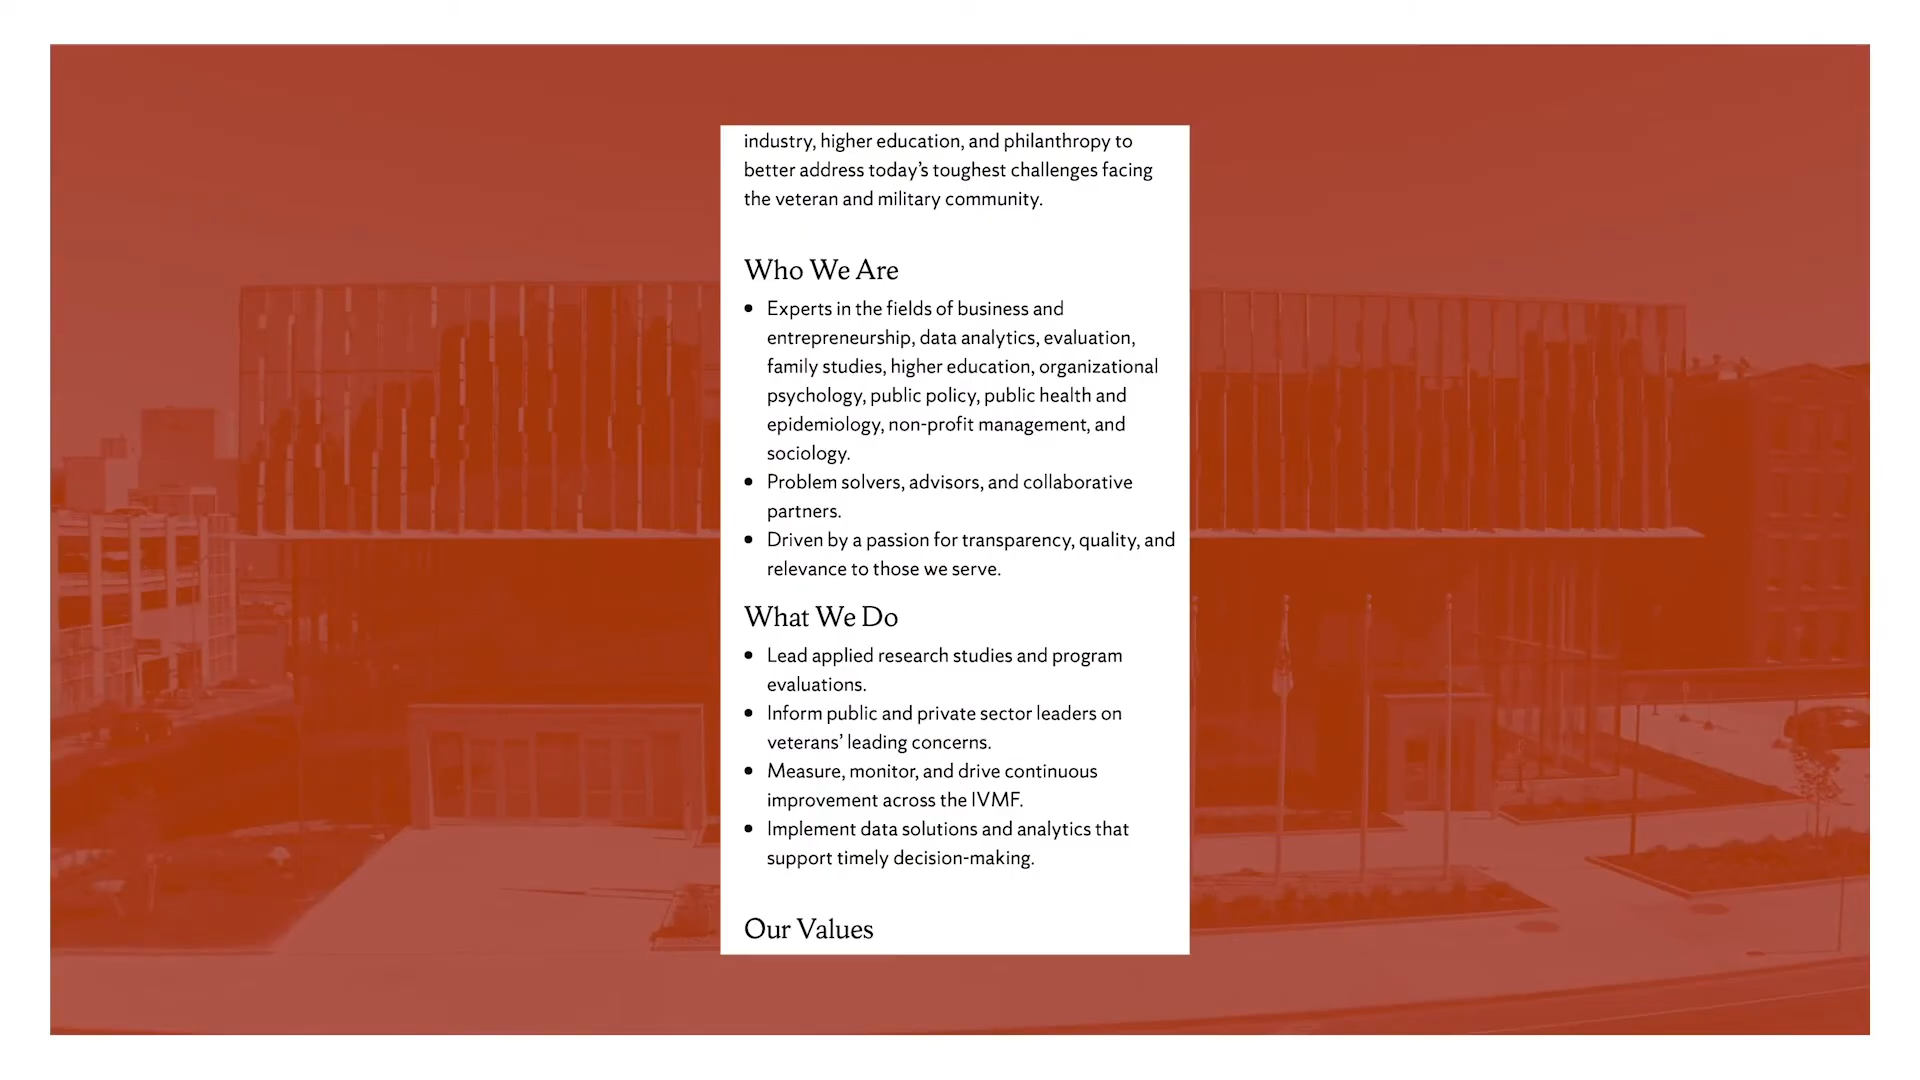 industry, higher education, and philanthropy to
better address today’s toughest challenges facing
the veteran and military community.
Who We Are
• Experts in the fields of business and
entrepreneurship, data analytics, evaluation,
family studies, higher education, organizational
psychology, public policy, public health and
epidemiology, non-profit management, and
sociology.
• Problem solvers, advisors, and collaborative
partners.
• Driven by a passion for transparency, quality, and
relevance to those we serve.
What We Do
• Lead applied research studies and program
evaluations.
• Inform public and private sector leaders on
veterans’ leading concerns.
• Measure, monitor, and drive continuous
improvement across the IVMF.
• Implement data solutions and analytics that
support timely decision-making.
Our Values